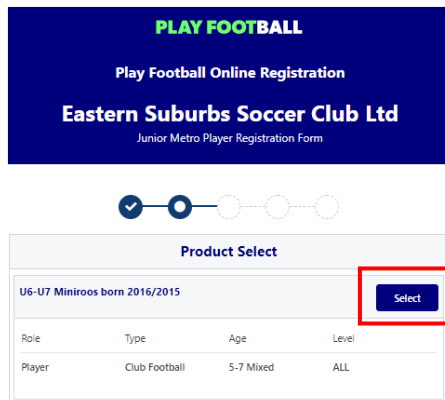 PLAY FOOTBALL
Play Football Online Registration
Eastern Suburbs Soccer Club Ltd
Junior Metro Player Registration Form
Product Select
U6-U7 Miniroos born 2016/2015
Select
Role Type Age Level
Player Club Football 5-7 Mixed ALL